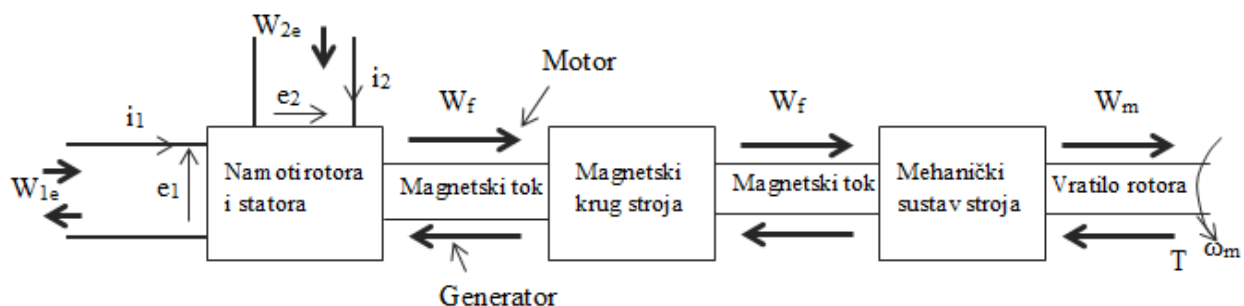 W2e
i2
e2
Motor
Wf
Wf
Wm
i1
W1e
e1
Namoti rotora
i statora
Magnetski tok
Magnetski
krug stroja
Magnetski tok
Mehanički
sustav stroja
Vratilo rotora
T
ωm
Generator